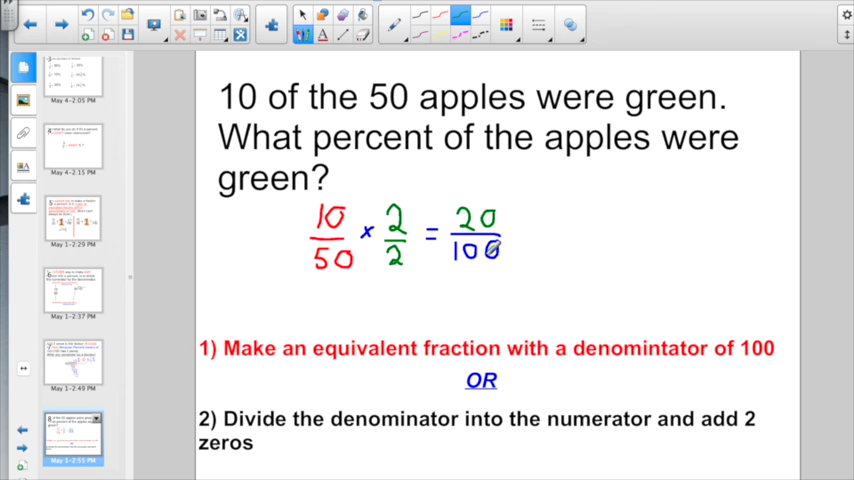 10 of the 50 apples were green.
What percent of the apples were
green?
10/50 × 2/2 = 20/100
1) Make an equivalent fraction with a denomintator of 100
OR
2) Divide the denominator into the numerator and add 2
zeros
May 4-2:05 PM
May 4-2:15 PM
May 1-2:29 PM
May 1-2:37 PM
May 1-2:49 PM
May 1-2:55 PM